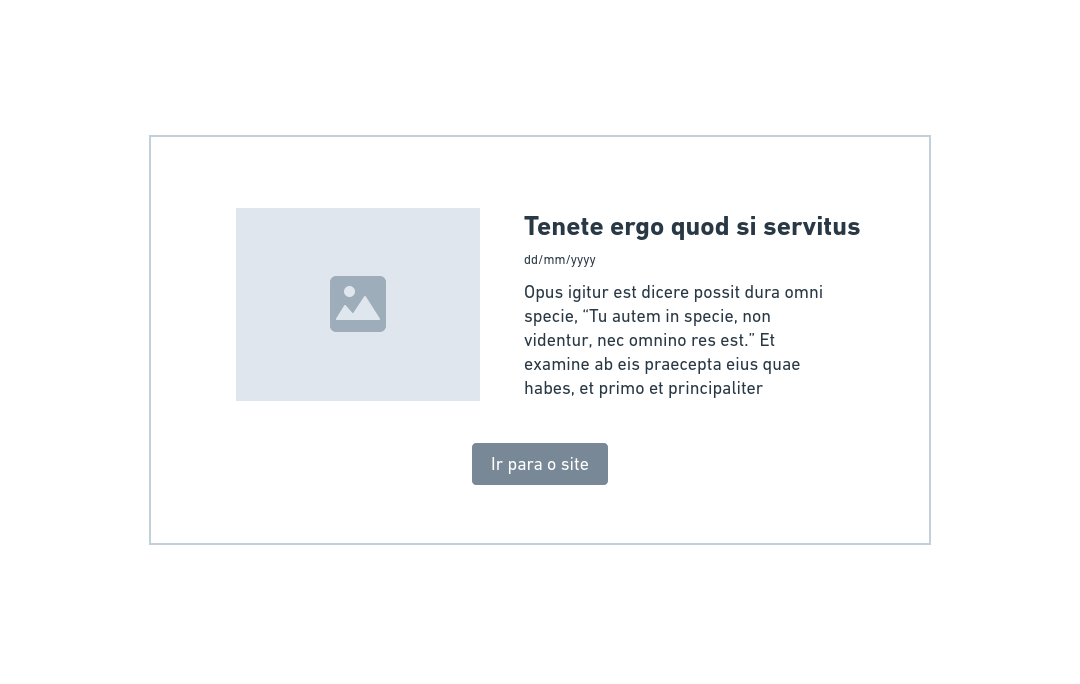 Tenete ergo quod si servitus
dd/mm/yyyy
Opus igitur est dicere possit dura omni
specie, “Tu autem in specie, non
videntur, nec omnino res est.” Et
examine ab eis praecepta eius quae
habes, et primo et principaliter
Ir para o site